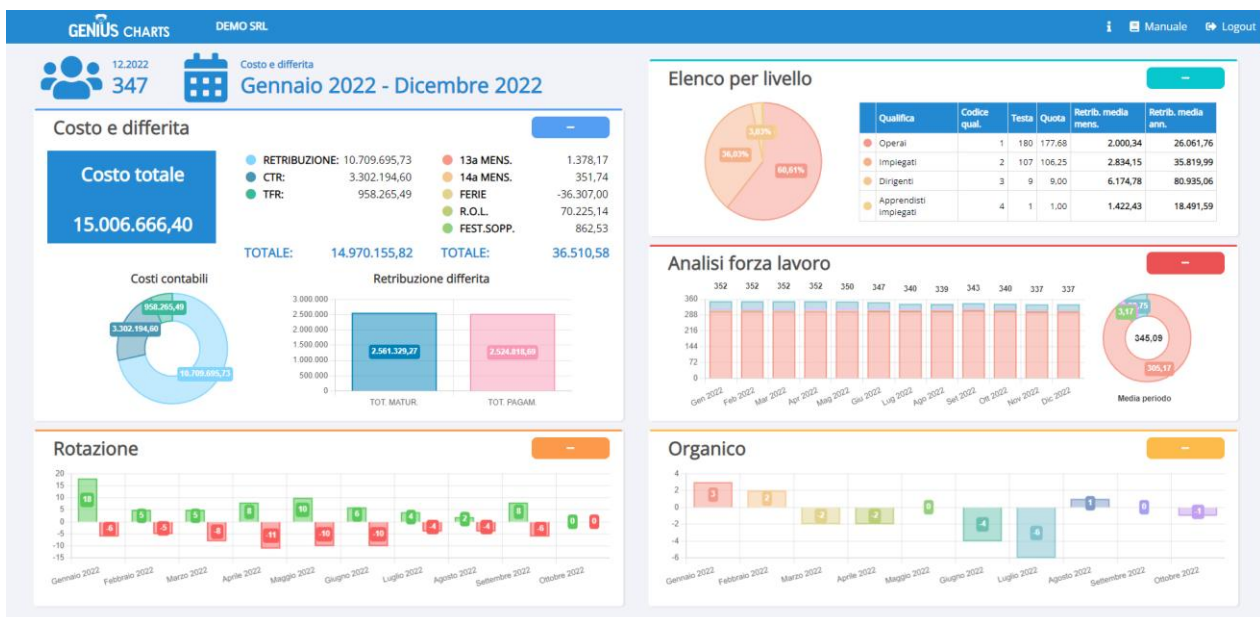 GENIUS CHARTS DEMO SRL i Manuale Logout
12.2022
347
Costo e differita
Gennaio 2022 - Dicembre 2022
Costo e differita
Costo totale
15.006.666,40
RETRIBUZIONE: 10.709.695,73
CTR: 3.302.194,60
TFR: 958.265,49
TOTALE: 14.970.155,82
13a MENS. 1.378,17
14a MENS. 351,74
FERIE -36.307,00
R.O.L. 70.225,14
FEST.SOPP. 862,53
TOTALE: 36.510,58
Costi contabili
958.265,49
3.302.194,60
10.709.695,73
Retribuzione differita
3.000.000
2.500.000
2.000.000
1.500.000
1.000.000
500.000
0
2.561.329,27
2.524.818,69
TOT. MATUR. TOT. PAGAM.
Elenco per livello
3,03%
36,03%
60,61%
Qualifica Codice qual. Testa Quota Retrib. media mens. Retrib. media ann.
Operai 1 180 177,68 2.000,34 26.061,76
Impiegati 2 107 106,25 2.834,15 35.819,99
Dirigenti 3 9 9,00 6.174,78 80.935,06
Apprendisti impiegati 4 1 1,00 1.422,43 18.491,59
Analisi forza lavoro
352 352 352 352 350 347 340 339 343 340 337 337
360
288
216
144
72
0
Gen 2022 Feb 2022 Mar 2022 Apr 2022 Mag 2022 Giu 2022 Lug 2022 Ago 2022 Set 2022 Ott 2022 Nov 2022 Dic 2022
3,17
345,09
305,17
Media periodo
Rotazione
20
15
10
5
0
-5
-10
-15
18 -6 5 -5 5 -8 8 -11 10 -10 6 -10 4 -4 2 -4 8 -6 0 0
Gennaio 2022 Febbraio 2022 Marzo 2022 Aprile 2022 Maggio 2022 Giugno 2022 Luglio 2022 Agosto 2022 Settembre 2022 Ottobre 2022
Organico
4
2
0
-2
-4
-6
3 2 -2 -2 0 -4 -6 1 0 -1
Gennaio 2022 Febbraio 2022 Marzo 2022 Aprile 2022 Maggio 2022 Giugno 2022 Luglio 2022 Agosto 2022 Settembre 2022 Ottobre 2022